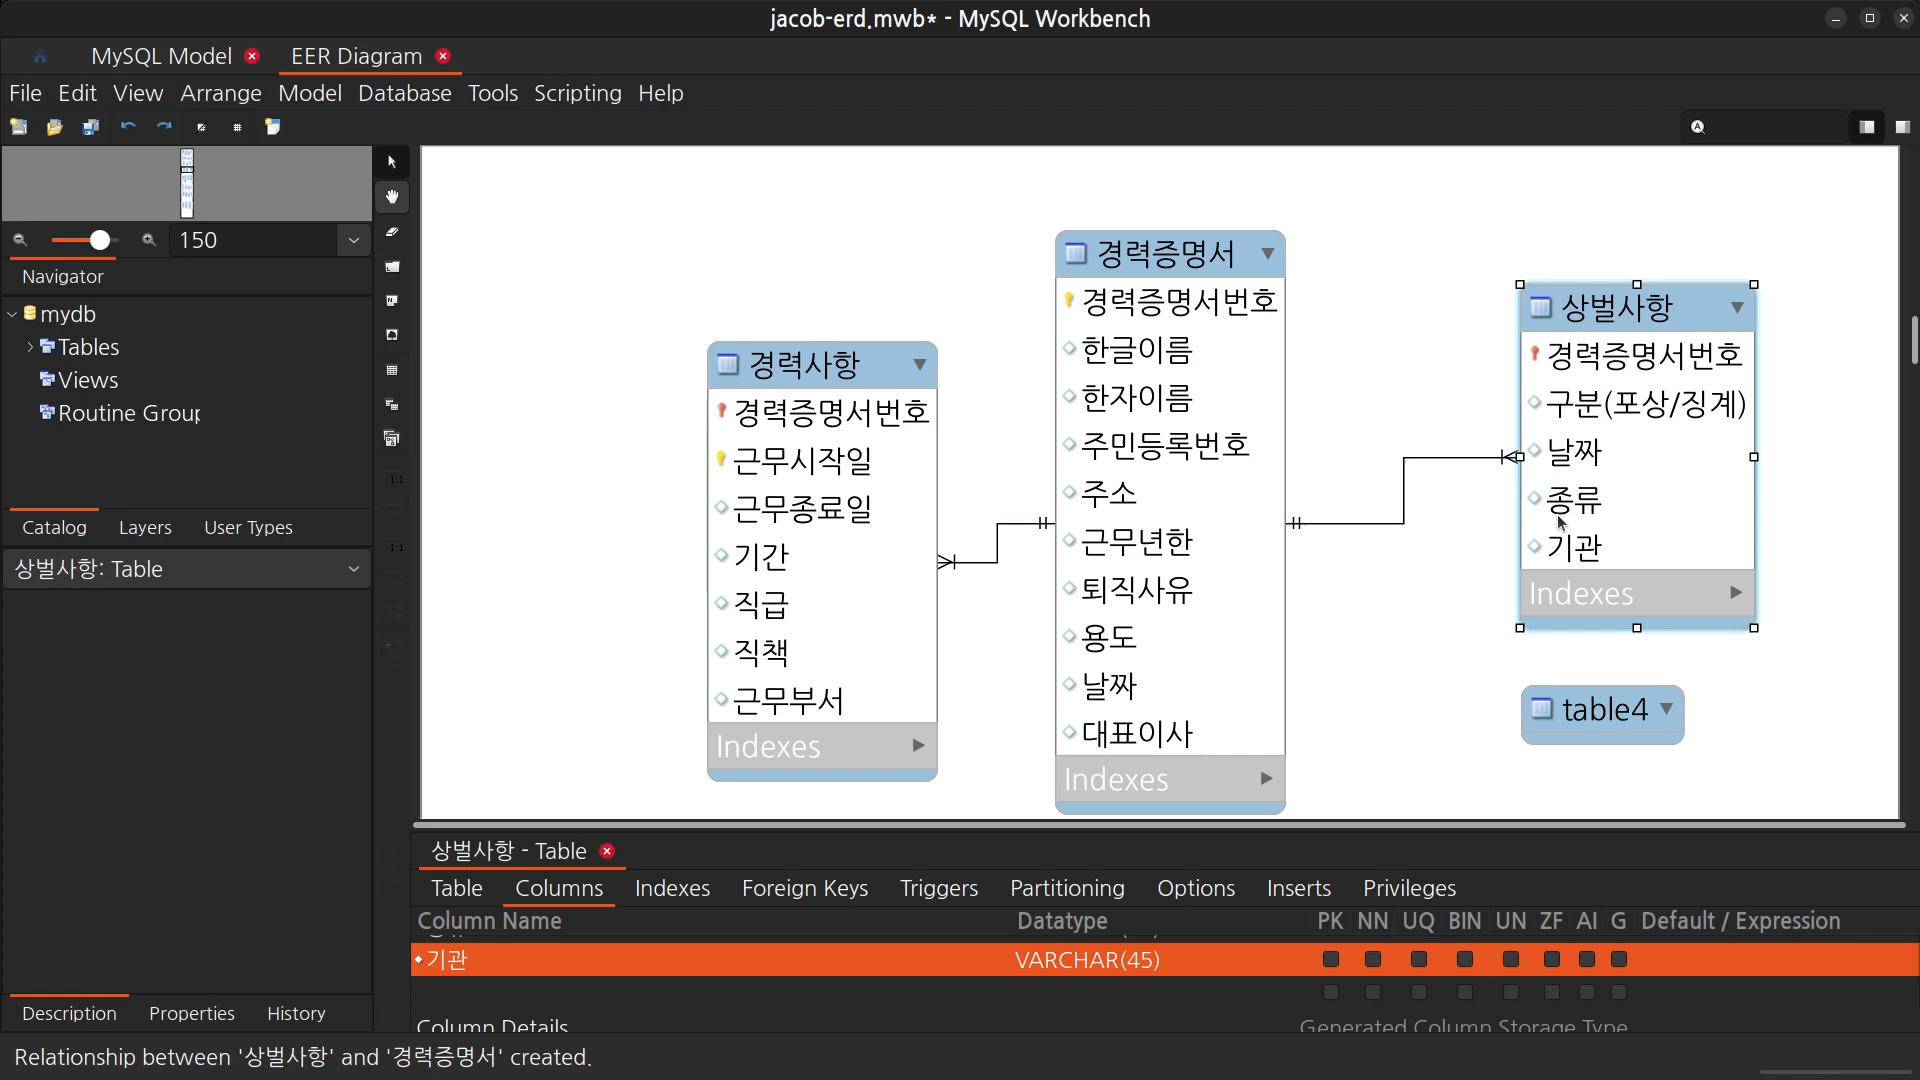 jacob-erd.mwb* - MySQL Workbench
MySQL Model
EER Diagram
File Edit View Arrange Model Database Tools Scripting Help
150
Navigator
mydb
Tables
Views
Routine Group
Catalog Layers User Types
상벌사항: Table
Description Properties History
경력사항
경력증명서번호
근무시작일
근무종료일
기간
직급
직책
근무부서
Indexes
경력증명서
경력증명서번호
한글이름
한자이름
주민등록번호
주소
근무년한
퇴직사유
용도
날짜
대표이사
Indexes
상벌사항
경력증명서번호
구분(포상/징계)
날짜
종류
기관
Indexes
table4
상벌사항 - Table
Table Columns Indexes Foreign Keys Triggers Partitioning Options Inserts Privileges
Column Name Datatype PK NN UQ BIN UN ZF AI G Default / Expression
기관 VARCHAR(45)
Column Details Generated Column Storage Type
Relationship between '상벌사항' and '경력증명서' created.